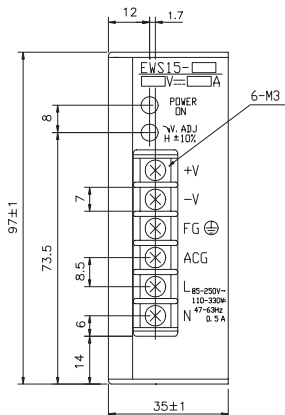 12
1.7
EWS15-
V A
POWER
ON
V. ADJ
H ±10%
6-M3
+V
-V
FG
ACG
L
85-250V~
110-330V
47-63Hz
0.5A
N
8
7
8.5
6
14
73.5
97±1
35±1